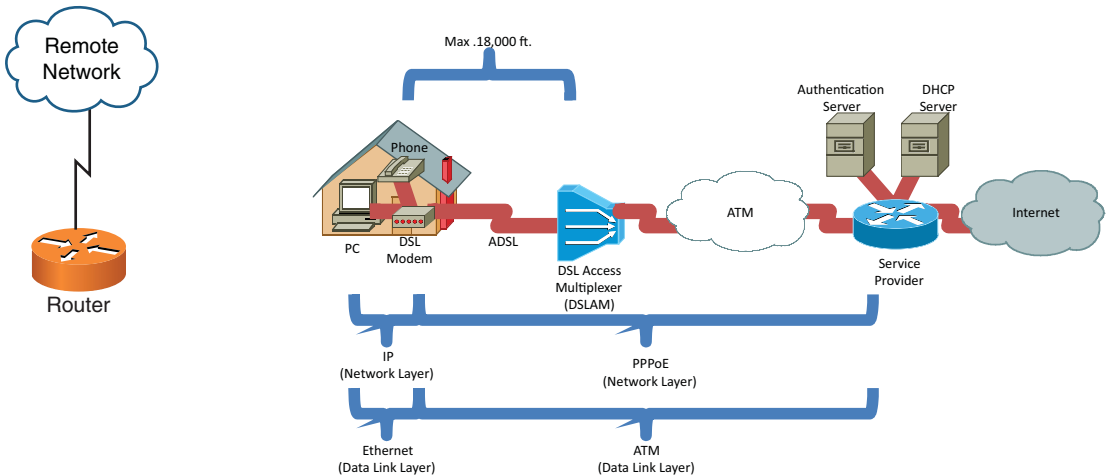 Remote
Network
Router
Max .18,000 ft.
Authentication
Server
DHCP
Server
Phone
PC
DSL
Modem
ADSL
DSL Access
Multiplexer
(DSLAM)
ATM
Service
Provider
Internet
IP
(Network Layer)
PPPoE
(Network Layer)
Ethernet
(Data Link Layer)
ATM
(Data Link Layer)